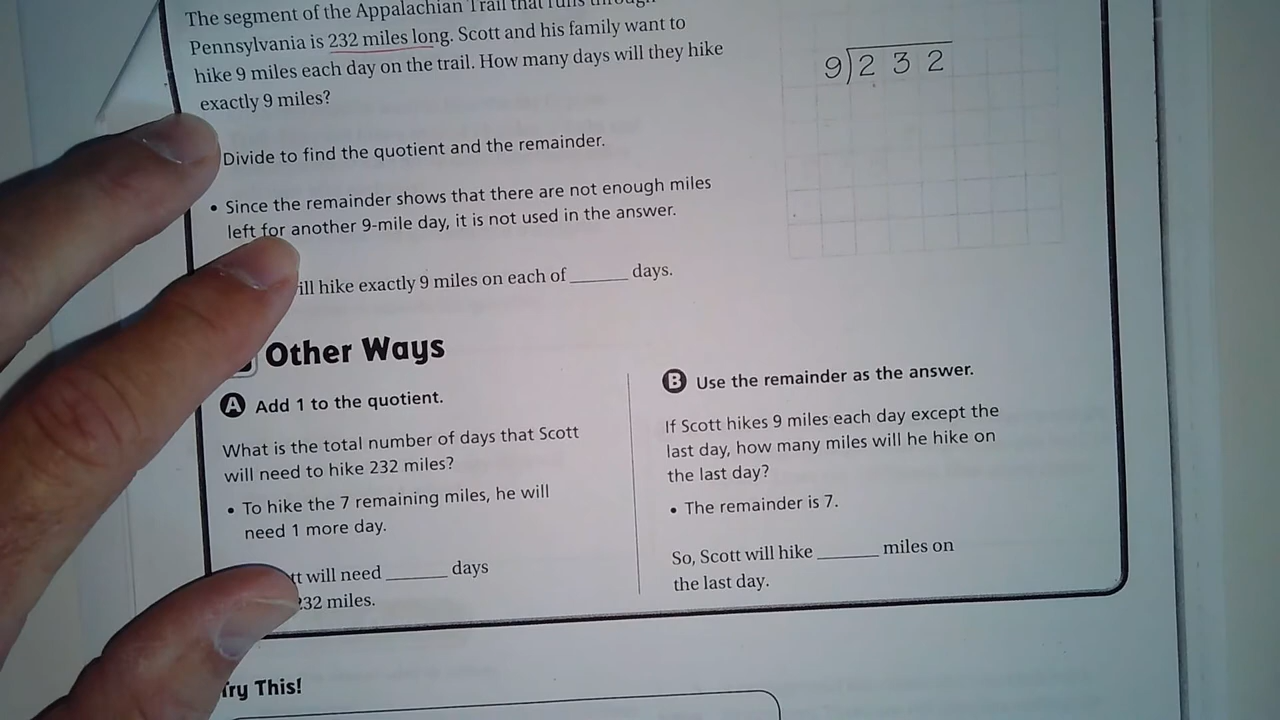 The segment of the Appalachian Trail that runs through
Pennsylvania is 232 miles long. Scott and his family want to
hike 9 miles each day on the trail. How many days will they hike
exactly 9 miles?
9)232
Divide to find the quotient and the remainder.
• Since the remainder shows that there are not enough miles
left for another 9-mile day, it is not used in the answer.
ill hike exactly 9 miles on each of ______ days.
Other Ways
A Add 1 to the quotient.
What is the total number of days that Scott
will need to hike 232 miles?
• To hike the 7 remaining miles, he will
need 1 more day.
tt will need ______ days
232 miles.
B Use the remainder as the answer.
If Scott hikes 9 miles each day except the
last day, how many miles will he hike on
the last day?
• The remainder is 7.
So, Scott will hike ______ miles on
the last day.
Try This!